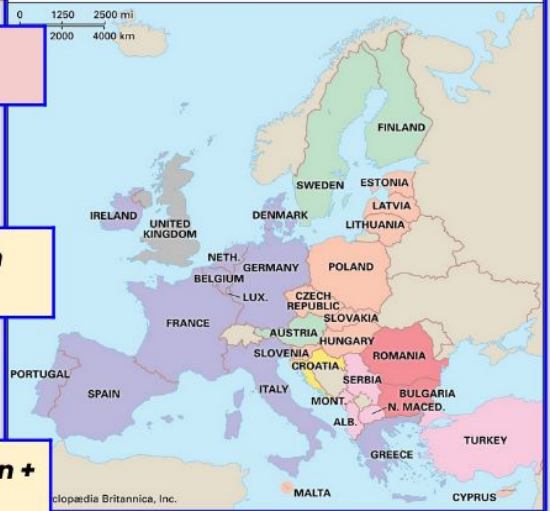 0 1250 2500 mi
2000 4000 km
FINLAND
SWEDEN
ESTONIA
LATVIA
LITHUANIA
IRELAND
UNITED
KINGDOM
DENMARK
NETH.
BELGIUM
GERMANY
POLAND
LUX.
CZECH
REPUBLIC
SLOVAKIA
FRANCE
AUSTRIA
HUNGARY
SLOVENIA
CROATIA
ROMANIA
PORTUGAL
SPAIN
ITALY
SERBIA
MONT.
BULGARIA
N. MACED.
ALB.
TURKEY
GREECE
n +
clopædia Britannica, Inc.
MALTA
CYPRUS